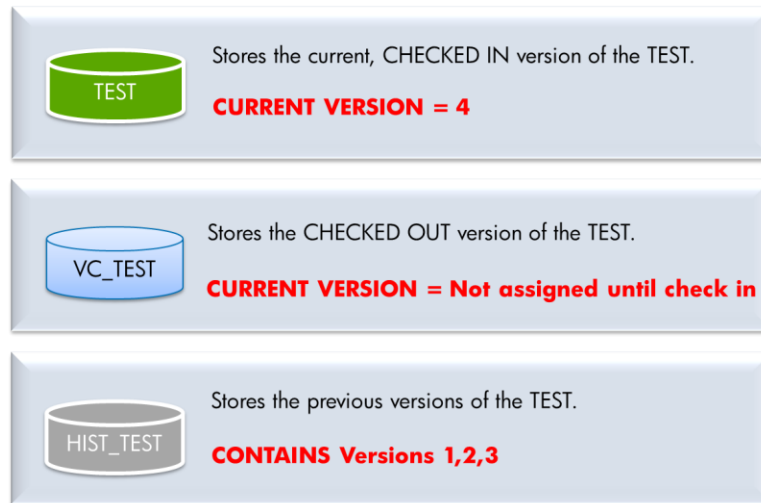 Stores the current, CHECKED IN version of the TEST.
TEST
CURRENT VERSION = 4
Stores the CHECKED OUT version of the TEST.
VC_TEST
CURRENT VERSION = Not assigned until check in
Stores the previous versions of the TEST.
HIST_TEST
CONTAINS Versions 1,2,3